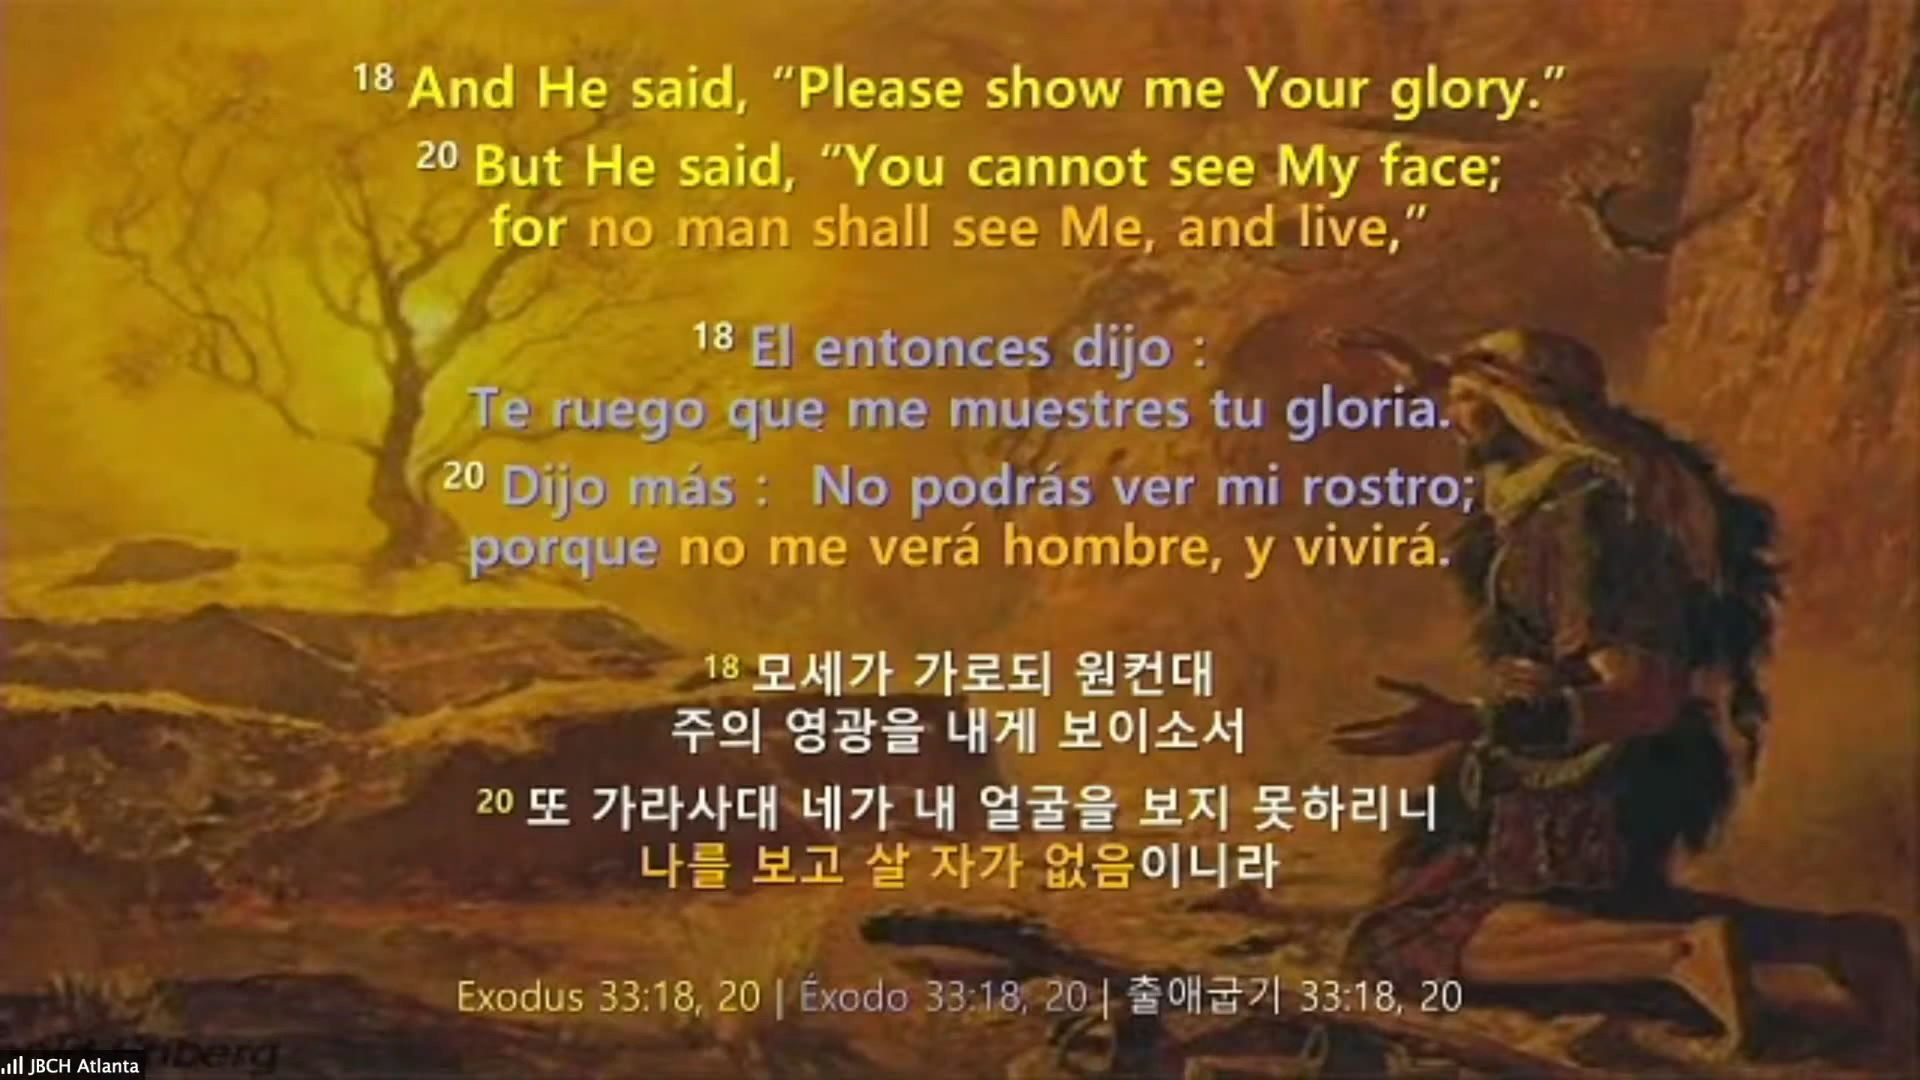 18 And He said, “Please show me Your glory.”
20 But He said, “You cannot see My face;
for no man shall see Me, and live,”
18 El entonces dijo :
Te ruego que me muestres tu gloria.
20 Dijo más : No podrás ver mi rostro;
porque no me verá hombre, y vivirá.
18 모세가 가로되 원컨대
주의 영광을 내게 보이소서
20 또 가라사대 네가 내 얼굴을 보지 못하리니
나를 보고 살 자가 없음이니라
Exodus 33:18, 20 | Éxodo 33:18, 20 | 출애굽기 33:18, 20
JBCH Atlanta